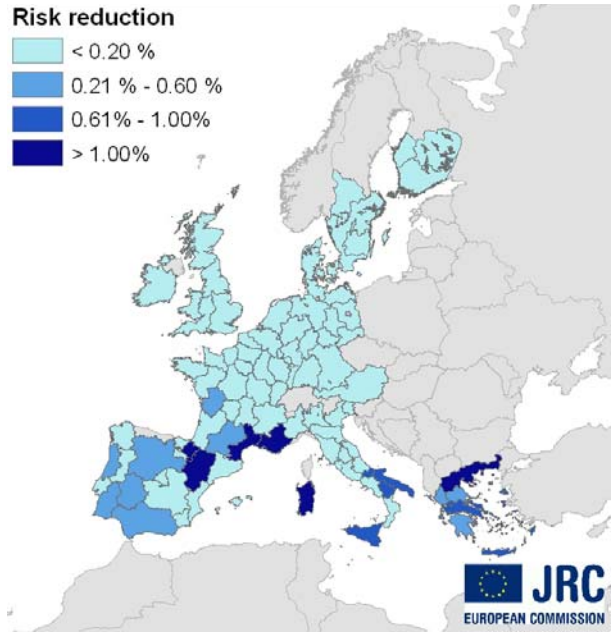 Risk reduction
< 0.20 %
0.21 % - 0.60 %
0.61% - 1.00%
> 1.00%
JRC
EUROPEAN COMMISSION